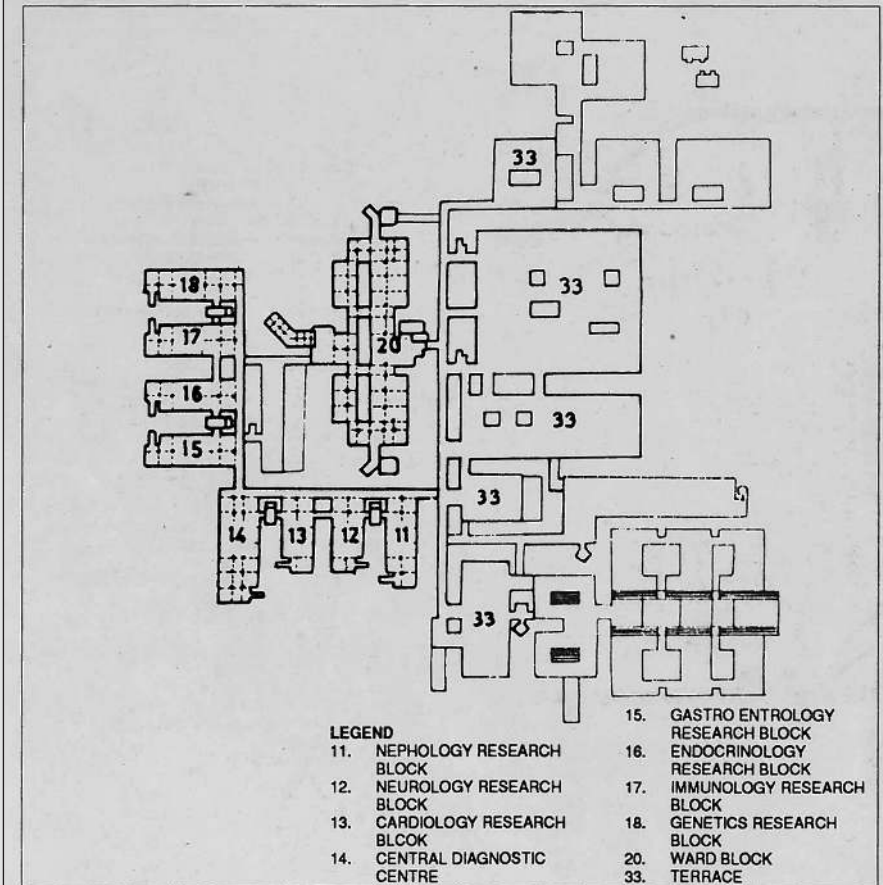 33
33
18
17
20
16
33
15
33
14
13
12
11
33
LEGEND
11. NEPHOLOGY RESEARCH
BLOCK
12. NEUROLOGY RESEARCH
BLOCK
13. CARDIOLOGY RESEARCH
BLCOK
14. CENTRAL DIAGNOSTIC
CENTRE
15. GASTRO ENTROLOGY
RESEARCH BLOCK
16. ENDOCRINOLOGY
RESEARCH BLOCK
17. IMMUNOLOGY RESEARCH
BLOCK
18. GENETICS RESEARCH
BLOCK
20. WARD BLOCK
33. TERRACE